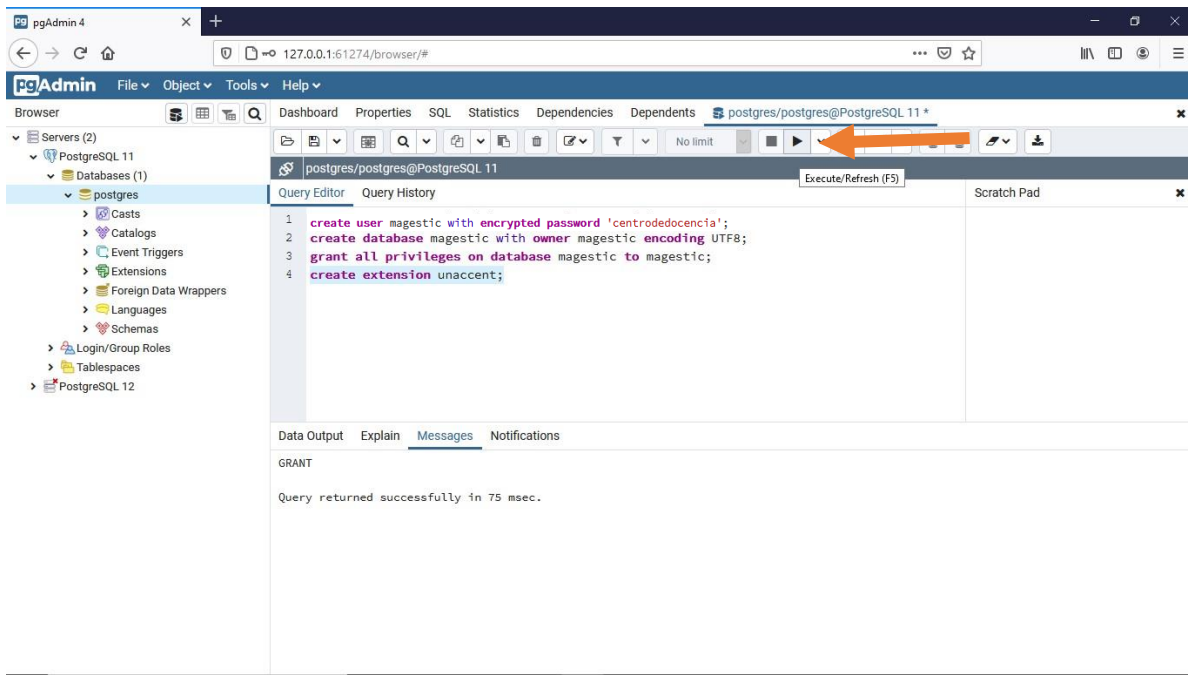 pgAdmin 4
127.0.0.1:61274/browser/#
pgAdmin File Object Tools Help
Browser
Dashboard Properties SQL Statistics Dependencies Dependents postgres/postgres@PostgreSQL 11 *
Servers (2)
PostgreSQL 11
Databases (1)
postgres
Casts
Catalogs
Event Triggers
Extensions
Foreign Data Wrappers
Languages
Schemas
Login/Group Roles
Tablespaces
PostgreSQL 12
No limit
postgres/postgres@PostgreSQL 11
Execute/Refresh (F5)
Query Editor Query History
Scratch Pad
1 create user magestic with encrypted password 'centrodedocencia';
2 create database magestic with owner magestic encoding UTF8;
3 grant all privileges on database magestic to magestic;
4 create extension unaccent;
Data Output Explain Messages Notifications
GRANT
Query returned successfully in 75 msec.